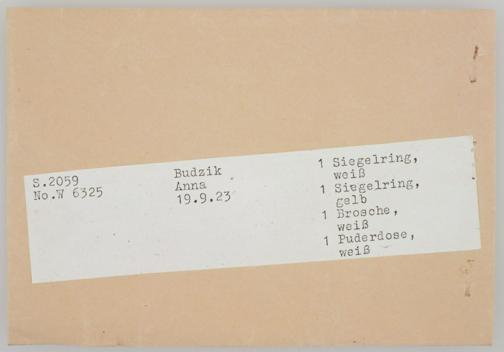 S.2059
No.W 6325
Budzik
Anna
19.9.23
1 Siegelring,
weiß
1 Siegelring,
gelb
1 Brosche,
weiß
1 Puderdose,
weiß